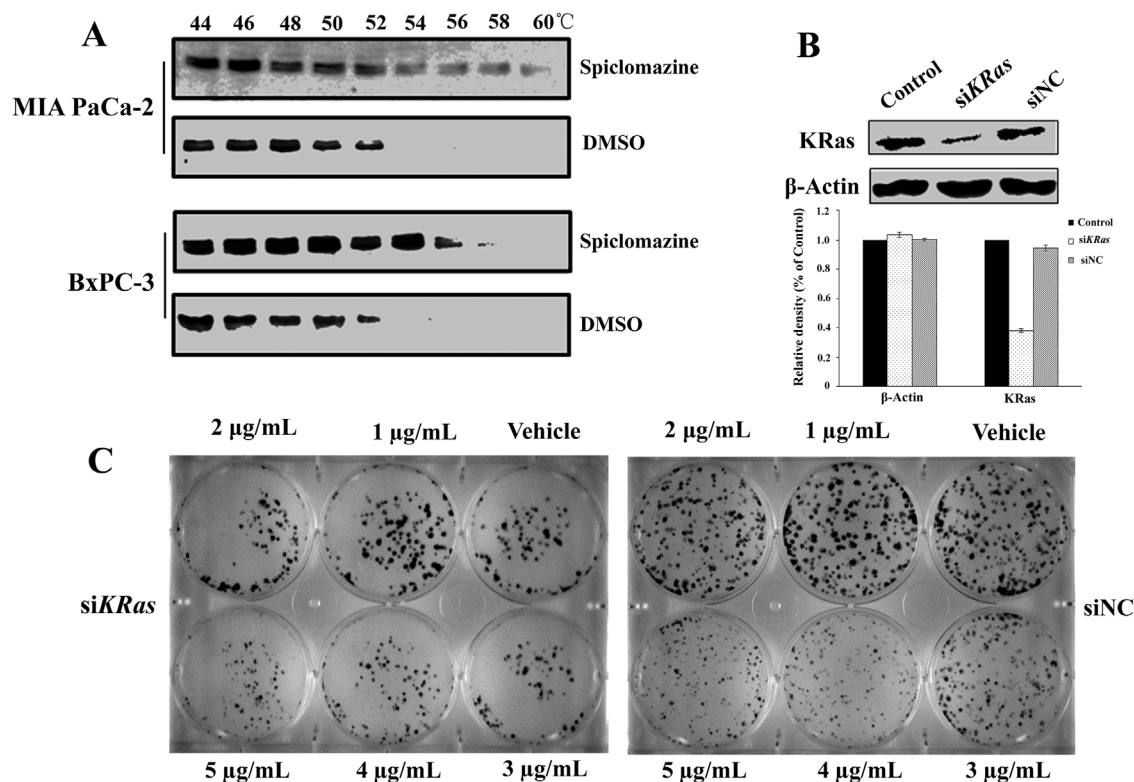 A
44 46 48 50 52 54 56 58 60℃
MIA PaCa-2
Spiclomazine
DMSO
BxPC-3
Spiclomazine
DMSO
B
Control siKRas siNC
KRas
β-Actin
Relative density (% of Control)
1.2
1.0
0.8
0.6
0.4
1.2
0
β-Actin KRas
Control
siKRas
siNC
C
2 μg/mL 1 μg/mL Vehicle
siKRas
5 μg/mL 4 μg/mL 3 μg/mL
2 μg/mL 1 μg/mL Vehicle
siNC
5 μg/mL 4 μg/mL 3 μg/mL